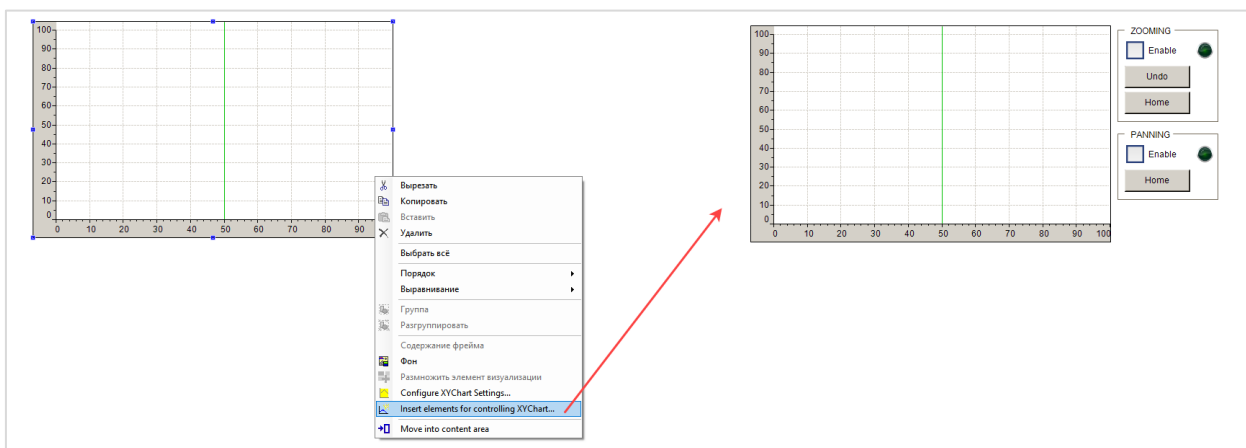 100
90
80
70
60
50
40
30
20
10
0
0 10 20 30 40 50 60 70 80 90
Вырезать
Копировать
Вставить
Удалить
Выбрать всё
Порядок
Выравнивание
Группа
Разгруппировать
Содержание фрейма
Фон
Размножить элемент визуализации
Configure XYChart Settings...
Insert elements for controlling XYChart...
Move into content area
100
90
80
70
60
50
40
30
20
10
0
0 10 20 30 40 50 60 70 80 90 100
ZOOMING
Enable
Undo
Home
PANNING
Enable
Home